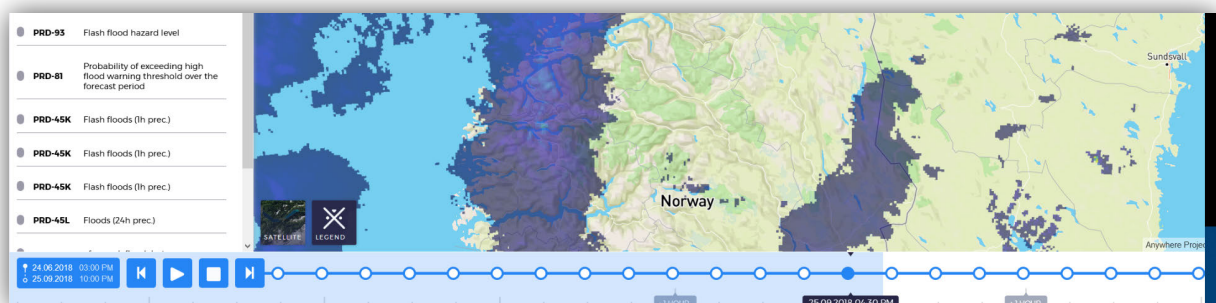 PRD-93 Flash flood hazard level
PRD-81 Probability of exceeding high
flood warning threshold over the
forecast period
PRD-45K Flash floods (1h prec.)
PRD-45K Flash floods (1h prec.)
PRD-45K Flash floods (1h prec.)
PRD-45L Floods (24h prec.)
Sundsvall
Norway
SATELLITE LEGEND
Anywhere Projec
24.06.2018 03:00 PM
25.09.2018 10:00 PM
25.09.2018 04:30 PM